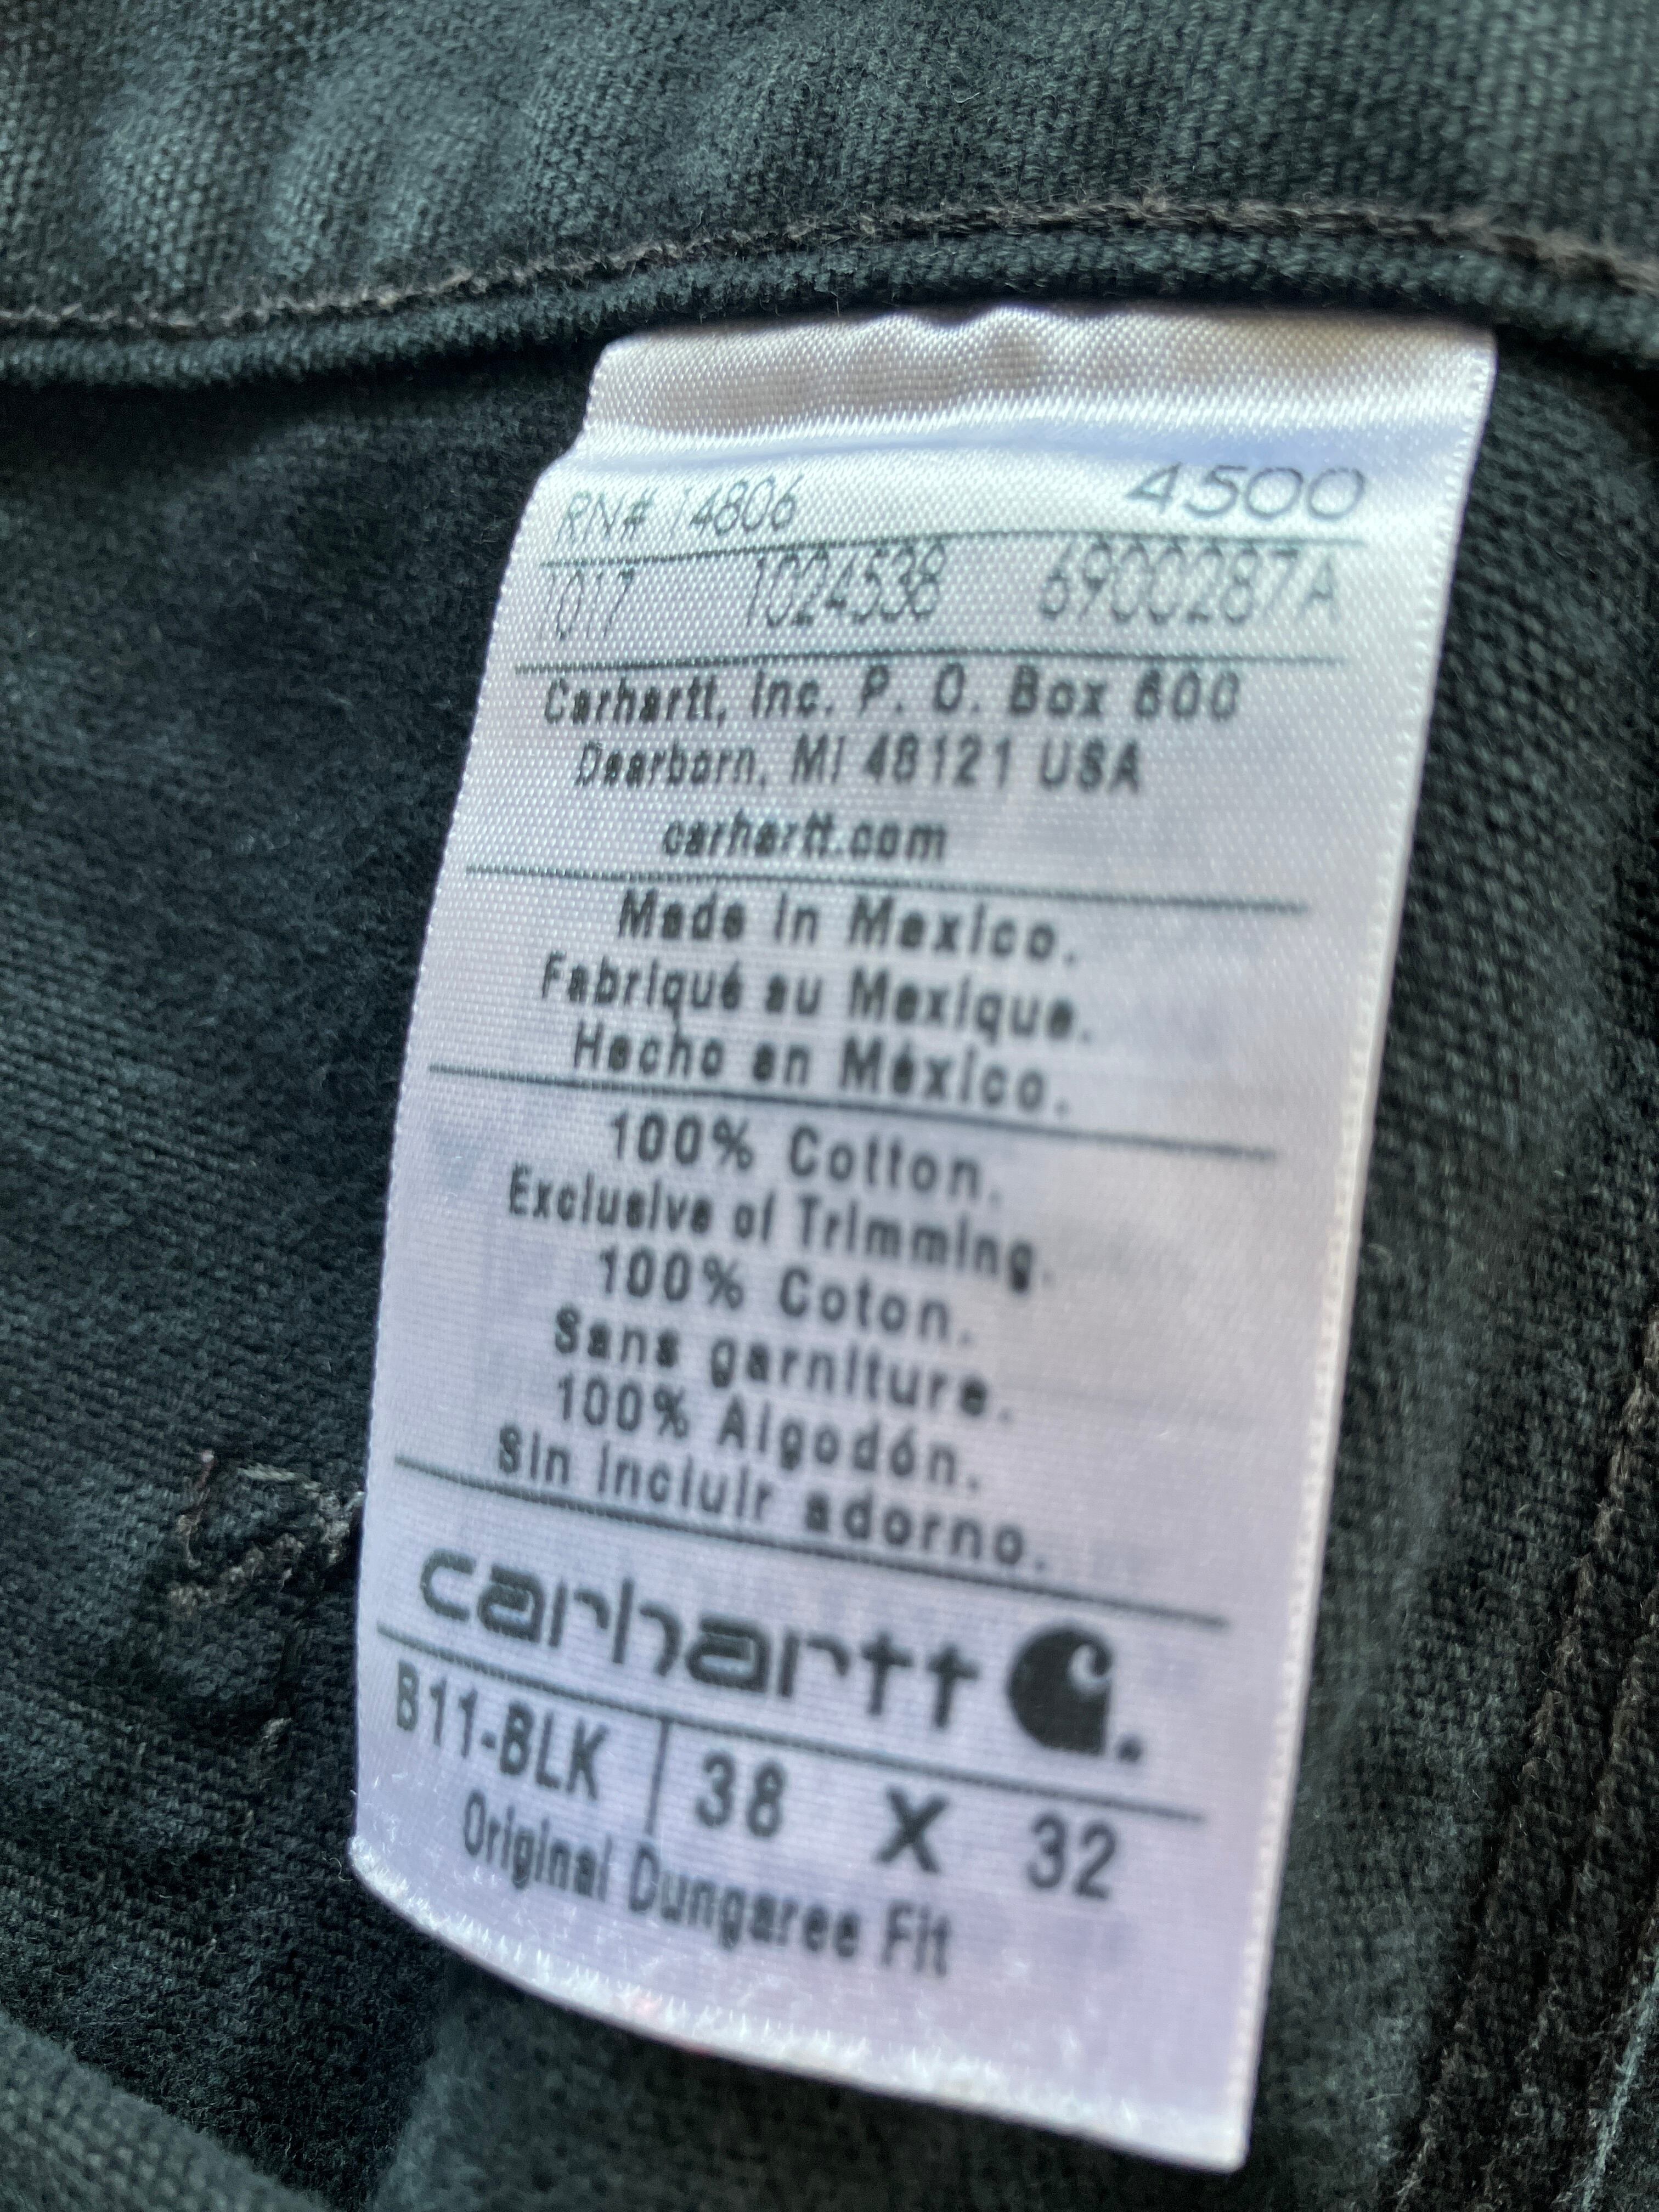 RN# 14806 4500
1017 1024538 6900287A
Carhartt, Inc. P. O. Box 600
Dearborn, MI 48121 USA
carhartt.com
Made in Mexico.
Fabriqué au Mexique.
Hecho en México.
100% Cotton.
Exclusive of Trimming.
100% Coton.
Sans garniture.
100% Algodón.
Sin incluir adorno.
carhartt
B11-BLK 38 X 32
Original Dungaree Fit